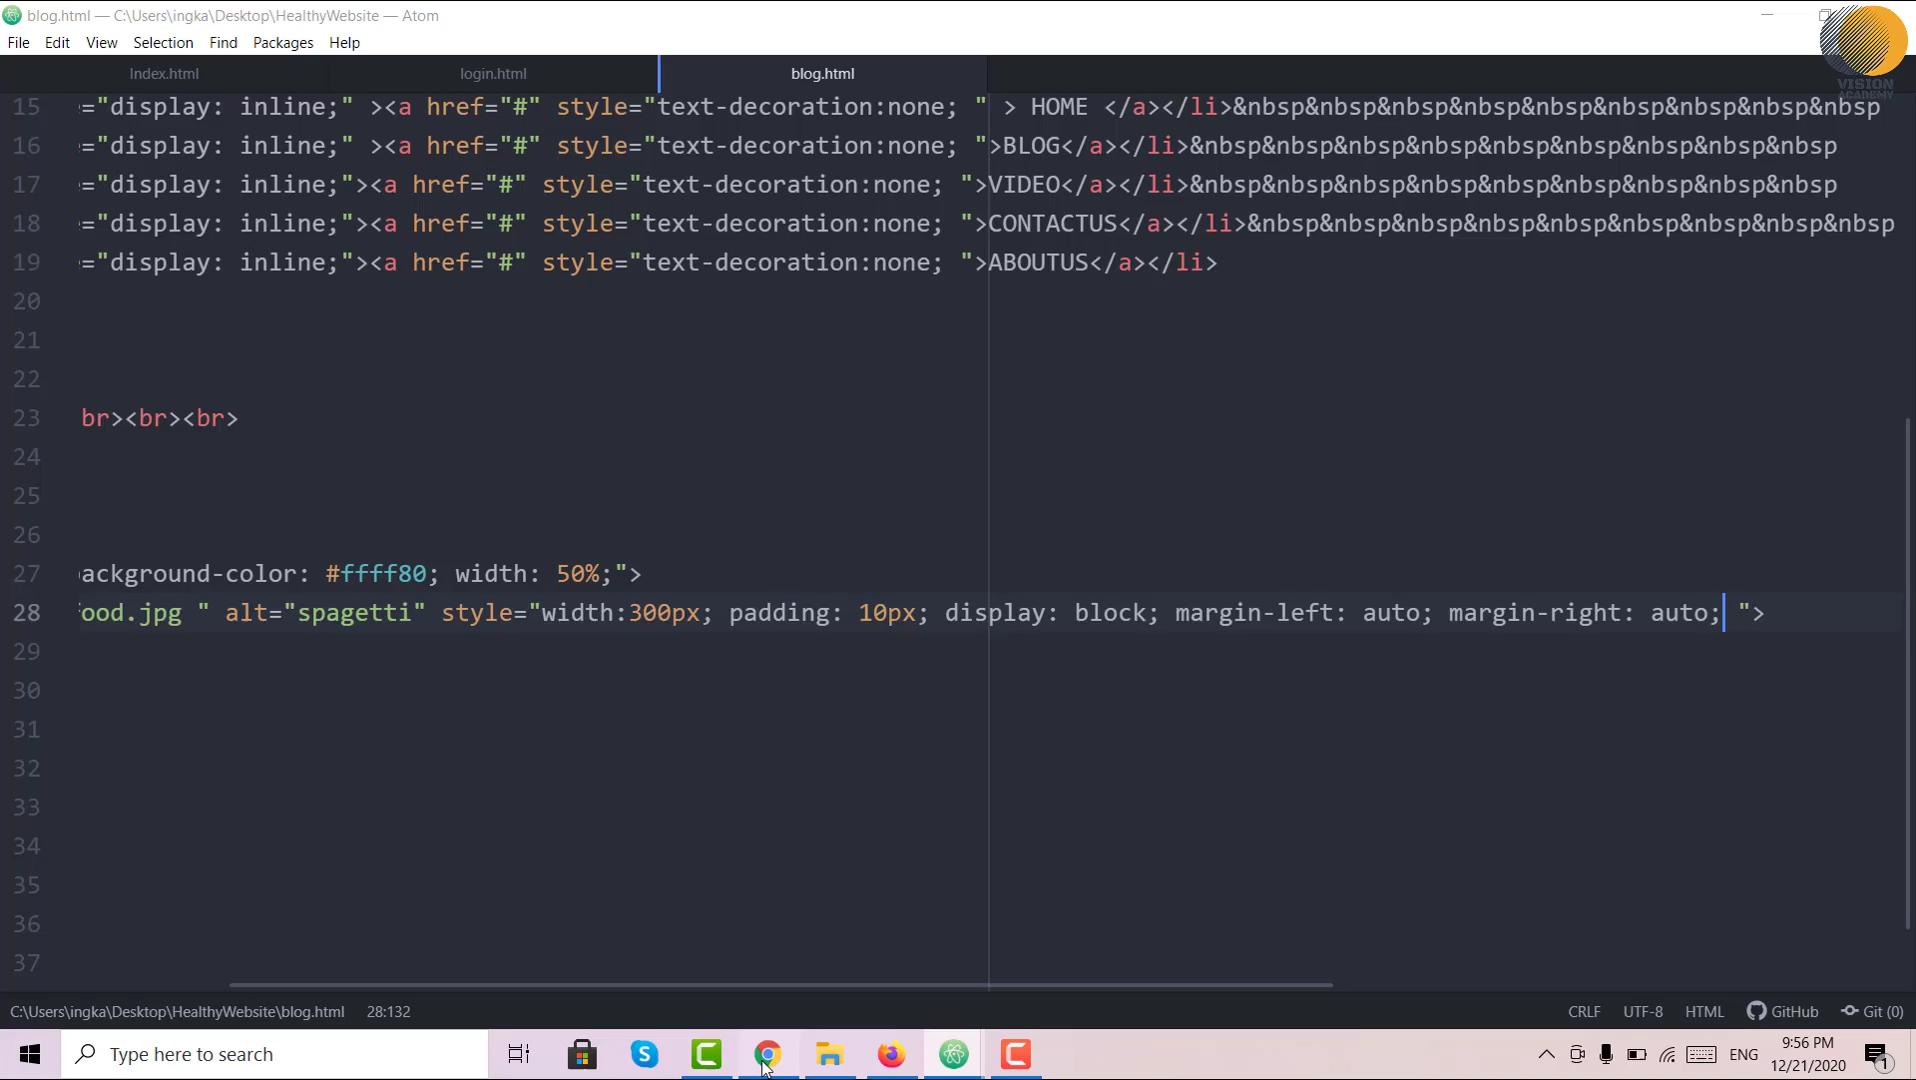 blog.html — C:\Users\ingka\Desktop\HealthyWebsite — Atom
File Edit View Selection Find Packages Help
Index.html login.html blog.html
VISION
ACADEMY
15 ="display: inline;" ><a href="#" style="text-decoration:none; " > HOME </a></li>&nbsp&nbsp&nbsp&nbsp&nbsp&nbsp&nbsp&nbsp&nbsp
16 ="display: inline;" ><a href="#" style="text-decoration:none; ">BLOG</a></li>&nbsp&nbsp&nbsp&nbsp&nbsp&nbsp&nbsp&nbsp&nbsp
17 ="display: inline;"><a href="#" style="text-decoration:none; ">VIDEO</a></li>&nbsp&nbsp&nbsp&nbsp&nbsp&nbsp&nbsp&nbsp&nbsp
18 ="display: inline;"><a href="#" style="text-decoration:none; ">CONTACTUS</a></li>&nbsp&nbsp&nbsp&nbsp&nbsp&nbsp&nbsp&nbsp&nbsp
19 ="display: inline;"><a href="#" style="text-decoration:none; ">ABOUTUS</a></li>
20
21
22
23 br><br><br>
24
25
26
27 ackground-color: #ffff80; width: 50%;">
28 ood.jpg " alt="spagetti" style="width:300px; padding: 10px; display: block; margin-left: auto; margin-right: auto; ">
29
30
31
32
33
34
35
36
37
C:\Users\ingka\Desktop\HealthyWebsite\blog.html 28:132 CRLF UTF-8 HTML GitHub Git (0)
Type here to search ENG 9:56 PM
12/21/2020 1